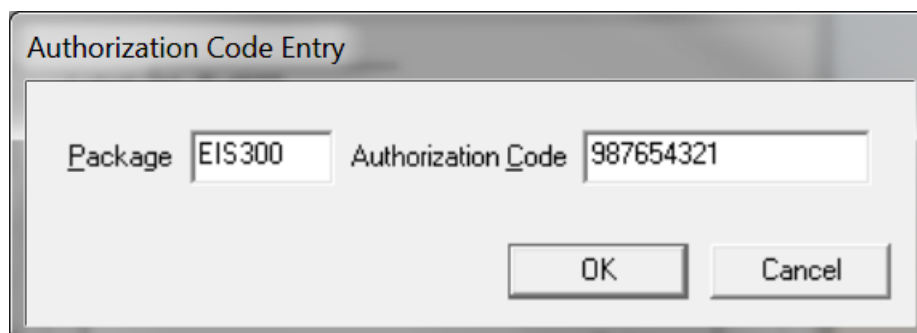 Authorization Code Entry
Package EIS300 Authorization Code 987654321
OK Cancel